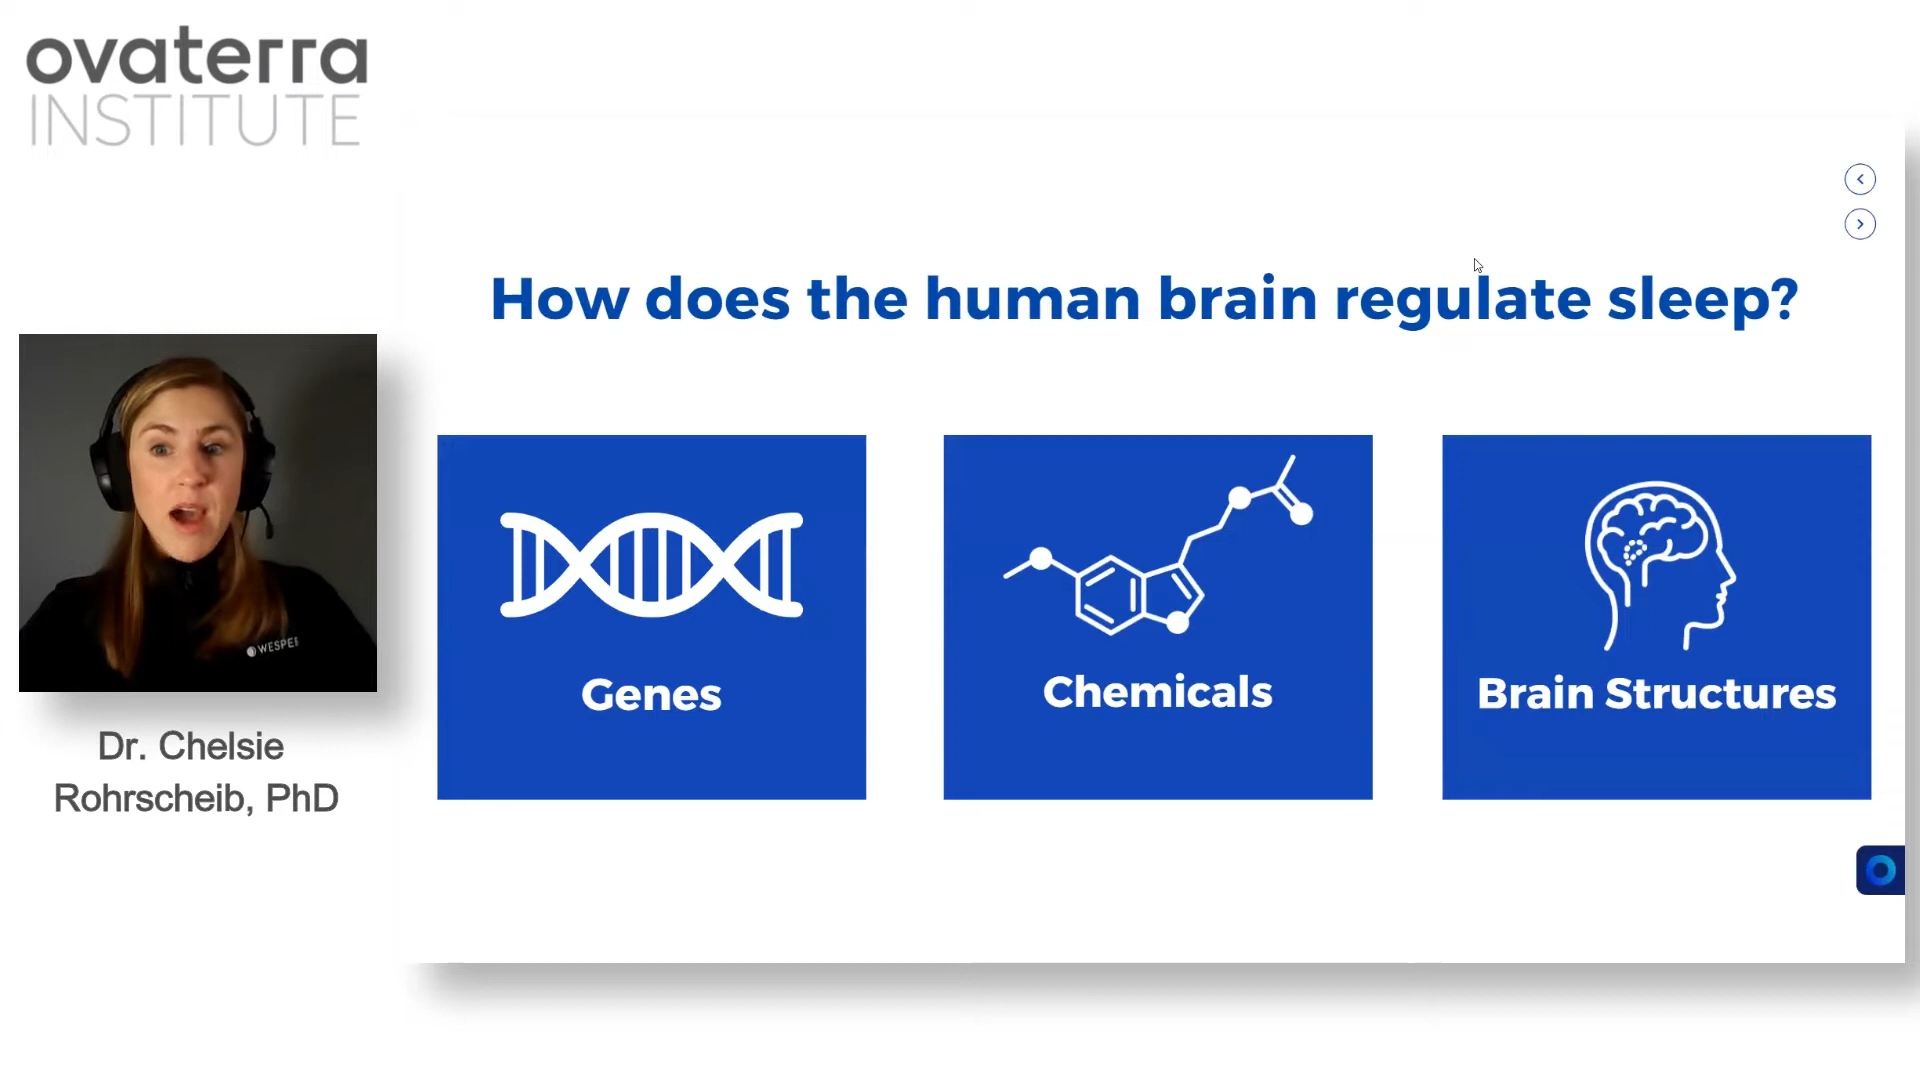 ovaterra
INSTITUTE
How does the human brain regulate sleep?
Genes
Chemicals
Brain Structures
Dr. Chelsie
Rohrscheib, PhD